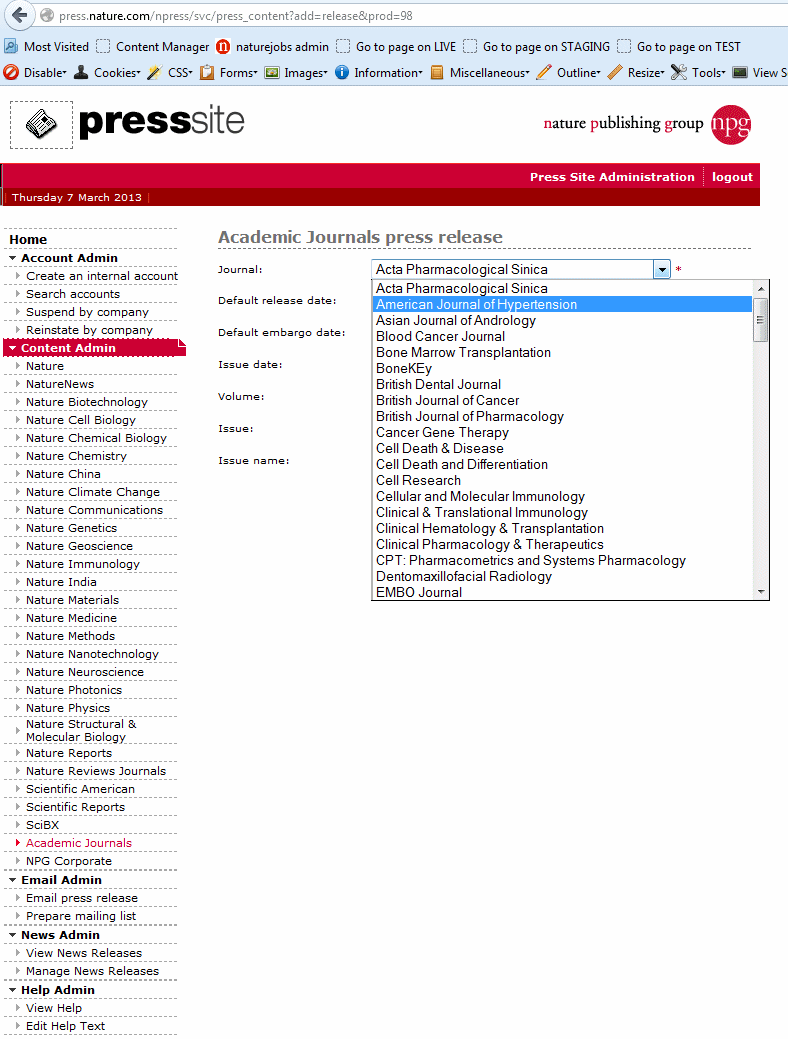 press.nature.com/npress/svc/press_content?add=release&prod=98
Most Visited Content Manager naturejobs admin Go to page on LIVE Go to page on STAGING Go to page on TEST
Disable Cookies CSS Forms Images Information Miscellaneous Outline Resize Tools View S
presssite
nature publishing group npg
Press Site Administration logout
Thursday 7 March 2013
Home
Account Admin
Create an internal account
Search accounts
Suspend by company
Reinstate by company
Content Admin
Nature
NatureNews
Nature Biotechnology
Nature Cell Biology
Nature Chemical Biology
Nature Chemistry
Nature China
Nature Climate Change
Nature Communications
Nature Genetics
Nature Geoscience
Nature Immunology
Nature India
Nature Materials
Nature Medicine
Nature Methods
Nature Nanotechnology
Nature Neuroscience
Nature Photonics
Nature Physics
Nature Structural &
Molecular Biology
Nature Reports
Nature Reviews Journals
Scientific American
Scientific Reports
SciBX
Academic Journals
NPG Corporate
Email Admin
Email press release
Prepare mailing list
News Admin
View News Releases
Manage News Releases
Help Admin
View Help
Edit Help Text
Academic Journals press release
Journal: Acta Pharmacological Sinica *
Default release date:
Default embargo date:
Issue date:
Volume:
Issue:
Issue name:
Acta Pharmacological Sinica
American Journal of Hypertension
Asian Journal of Andrology
Blood Cancer Journal
Bone Marrow Transplantation
BoneKEy
British Dental Journal
British Journal of Cancer
British Journal of Pharmacology
Cancer Gene Therapy
Cell Death & Disease
Cell Death and Differentiation
Cell Research
Cellular and Molecular Immunology
Clinical & Translational Immunology
Clinical Hematology & Transplantation
Clinical Pharmacology & Therapeutics
CPT: Pharmacometrics and Systems Pharmacology
Dentomaxillofacial Radiology
EMBO Journal